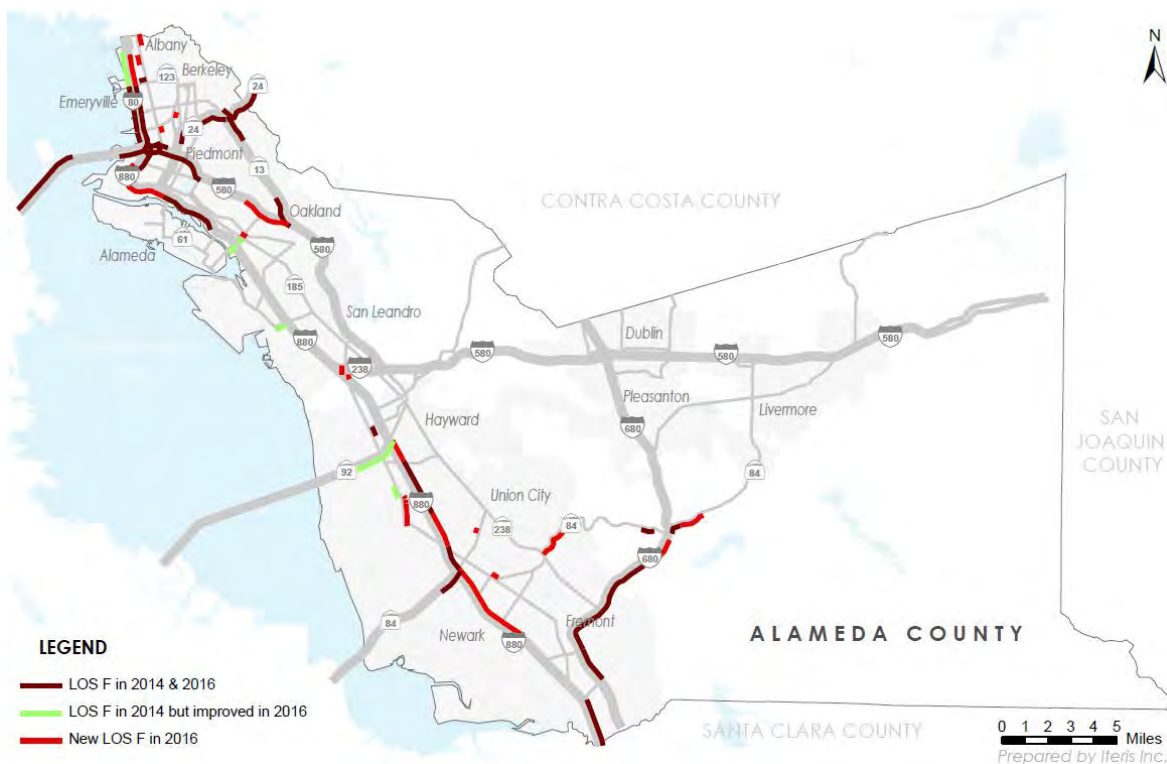 N
Albany
123
Berkeley
24
Emeryville
80
24
Piedmont
880
13
580
Oakland
CONTRA COSTA COUNTY
61
Alameda
580
185
San Leandro
880
Dublin
580
580
580
238
Pleasanton
Livermore
Hayward
680
SAN
JOAQUIN
COUNTY
92
84
880
Union City
238
84
680
84
Newark
Fremont
880
ALAMEDA COUNTY
LEGEND
LOS F in 2014 & 2016
LOS F in 2014 but improved in 2016
New LOS F in 2016
SANTA CLARA COUNTY
0 1 2 3 4 5
Miles
Prepared by Iteris Inc.